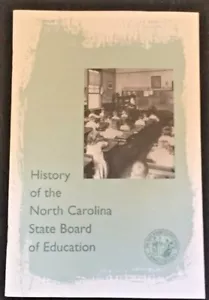 History
of the
North Carolina
State Board
of Education